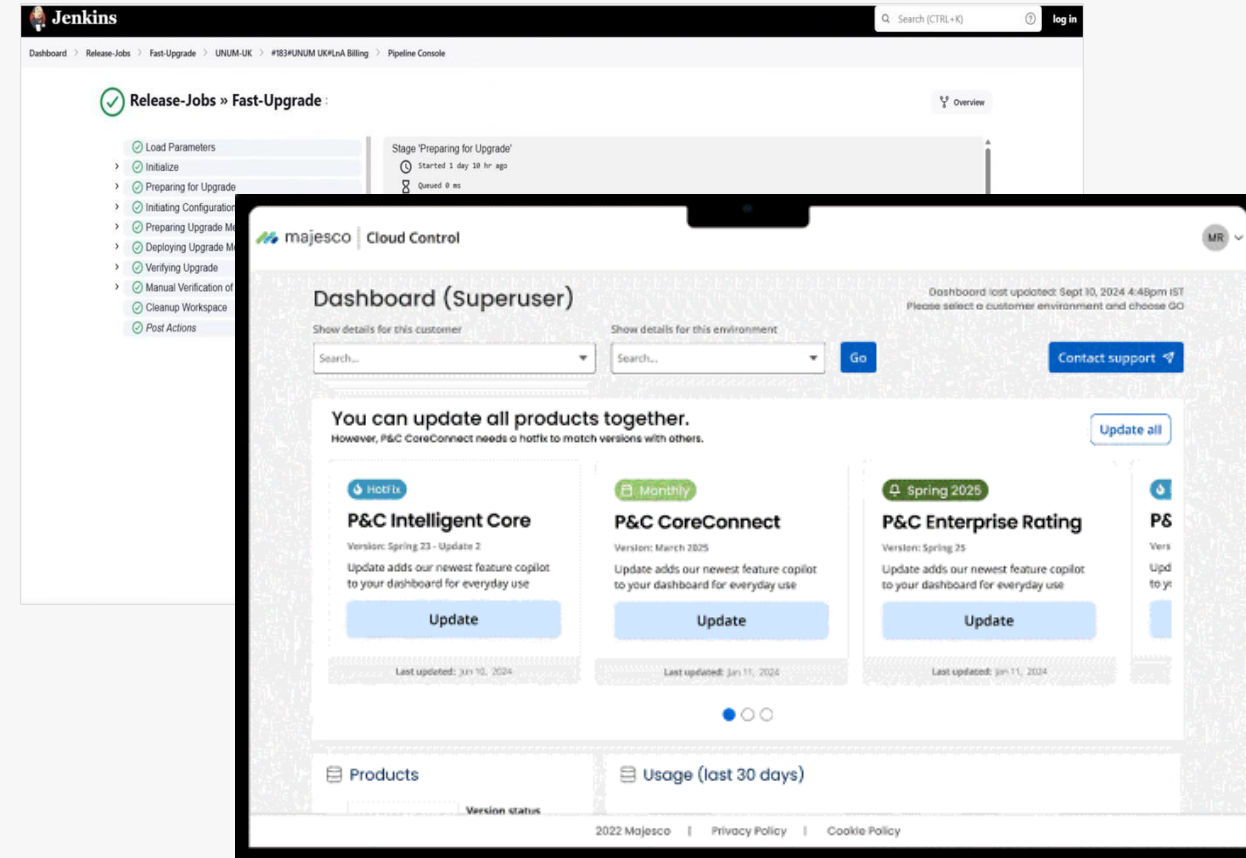 Jenkins
Search (CTRL+K)
log in
Dashboard > Release-Jobs > Fast-Upgrade > UNUM-UK > #183#UNUM UK#LnA Billing > Pipeline Console
Release-Jobs » Fast-Upgrade :
Overview
Load Parameters
Initialize
Preparing for Upgrade
Initiating Configuration
Preparing Upgrade Me
Deploying Upgrade M
Verifying Upgrade
Manual Verification of
Cleanup Workspace
Post Actions
Stage 'Preparing for Upgrade'
Started 1 day 10 hr ago
Queued 0 ms
majesco | Cloud Control
MR
Dashboard (Superuser)
Dashboard last updated: Sept 10, 2024 4:48pm IST
Please select a customer environment and choose GO
Show details for this customer
Show details for this environment
Search...
Search...
Go
Contact support
You can update all products together.
However, P&C CoreConnect needs a hotfix to match versions with others.
Update all
Hotfix
P&C Intelligent Core
Version: Spring 23 - Update 2
Update adds our newest feature copilot
to your dashboard for everyday use
Update
Last updated: Jun 10, 2024
Monthly
P&C CoreConnect
Version: March 2025
Update adds our newest feature copilot
to your dashboard for everyday use
Update
Last updated: Jan 11, 2024
Spring 2025
P&C Enterprise Rating
Version: Spring 25
Update adds our newest feature copilot
to your dashboard for everyday use
Update
Last updated: Jan 11, 2024
P&
Vers
Upd
Products
Version status
Usage (last 30 days)
2022 Majesco | Privacy Policy | Cookie Policy